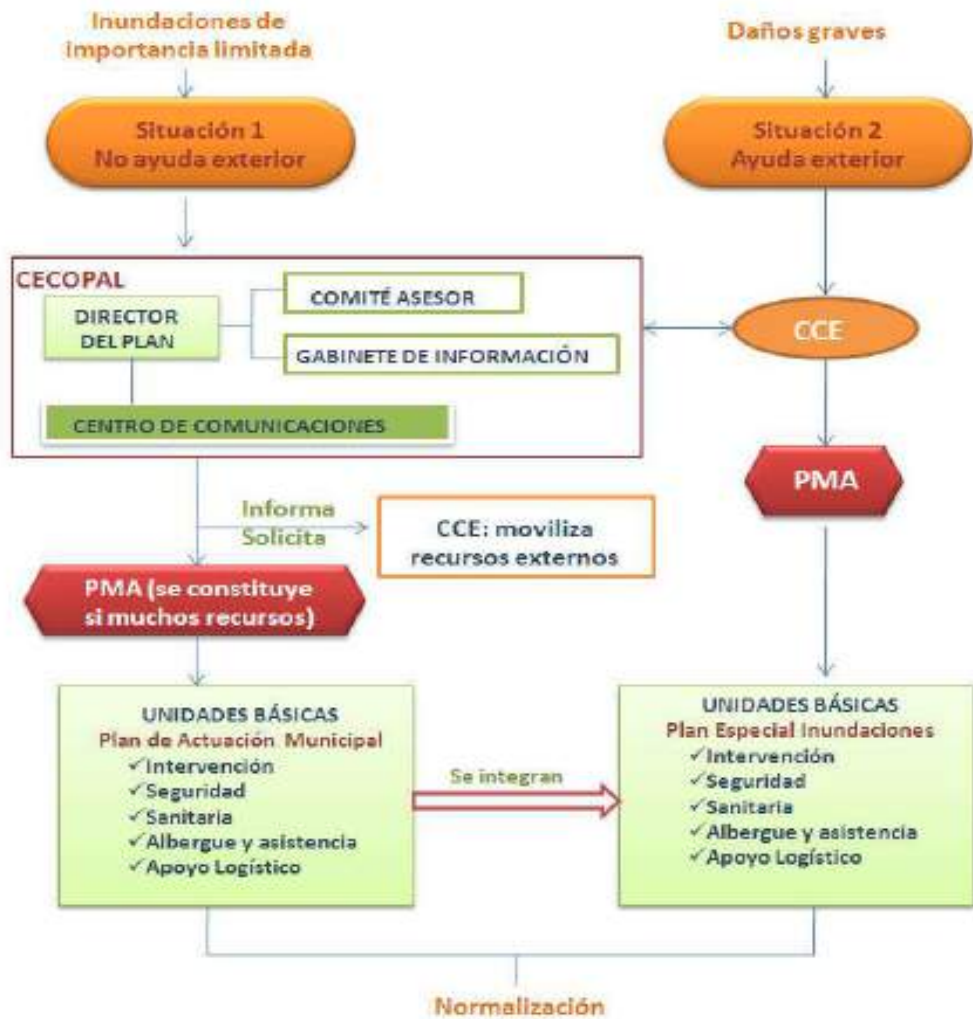 Inundaciones de
importancia limitada
Situación 1
No ayuda exterior
CECOPAL
DIRECTOR
DEL PLAN
COMITÉ ASESOR
GABINETE DE INFORMACIÓN
CENTRO DE COMUNICACIONES
Informa
Solicita
CCE: moviliza
recursos externos
PMA (se constituye
si muchos recursos)
UNIDADES BÁSICAS
Plan de Actuación Municipal
✓Intervención
✓Seguridad
✓Sanitaria
✓Albergue y asistencia
✓Apoyo Logístico
Se integran
Daños graves
Situación 2
Ayuda exterior
CCE
PMA
UNIDADES BÁSICAS
Plan Especial Inundaciones
✓Intervención
✓Seguridad
✓Sanitaria
✓Albergue y asistencia
✓Apoyo Logístico
Normalización